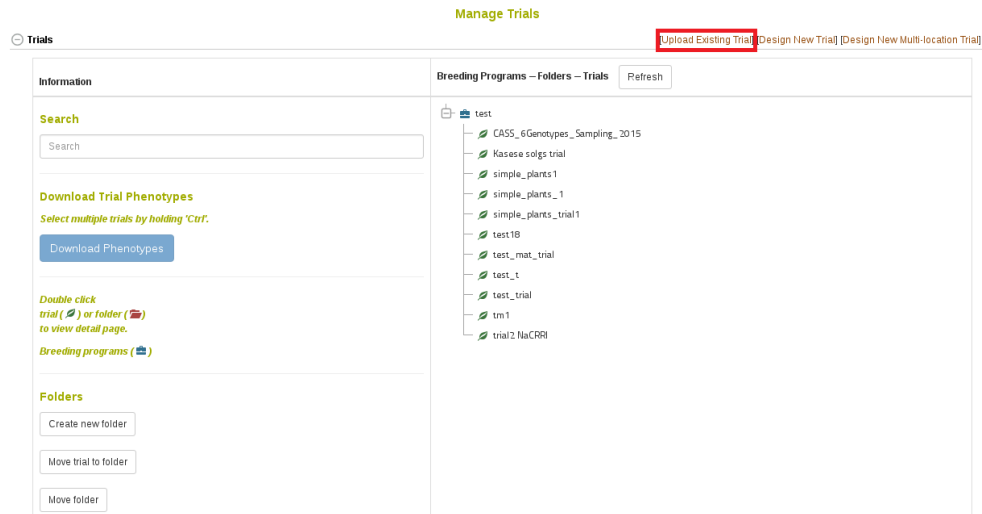 Manage Trials
Trials
[Upload Existing Trial] [Design New Trial] [Design New Multi-location Trial]
Information
Breeding Programs -- Folders -- Trials Refresh
Search
Search
Download Trial Phenotypes
Select multiple trials by holding 'Ctrl'.
Download Phenotypes
Double click
trial ( ) or folder ( )
to view detail page.
Breeding programs ( )
Folders
Create new folder
Move trial to folder
Move folder
test
CASS_6Genotypes_Sampling_2015
Kasese solgs trial
simple_plants1
simple_plants_1
simple_plants_trial1
test18
test_mat_trial
test_t
test_trial
tm1
trial2 NaCRRI